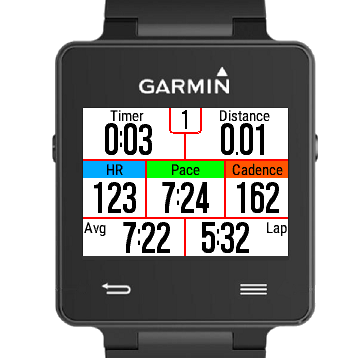 GARMIN
Timer 1 Distance
0:03 0.01
HR Pace Cadence
123 7:24 162
Avg 7:22 5:32 Lap